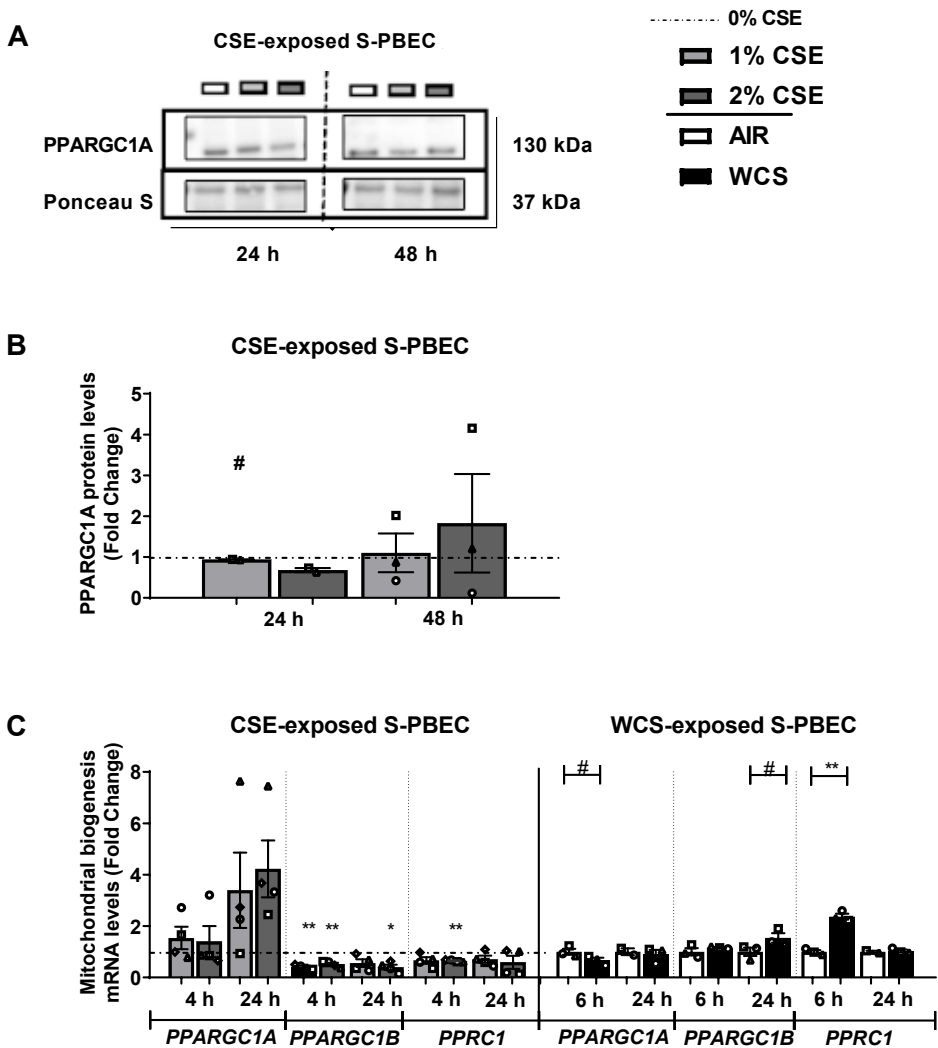 A
CSE-exposed S-PBEC
PPARGC1A
130 kDa
Ponceau S
37 kDa
24 h
48 h
0% CSE
1% CSE
2% CSE
AIR
WCS
B
CSE-exposed S-PBEC
PPARGC1A protein levels
(Fold Change)
5
4
3
2
1
0
#
24 h
48 h
C
CSE-exposed S-PBEC
WCS-exposed S-PBEC
Mitochondrial biogenesis
mRNA levels (Fold Change)
8
6
4
2
0
** ** * **
# # **
4 h 24 h 4 h 24 h 4 h 24 h 6 h 24 h 6 h 24 h 6 h 24 h
PPARGC1A PPARGC1B PPRC1 PPARGC1A PPARGC1B PPRC1